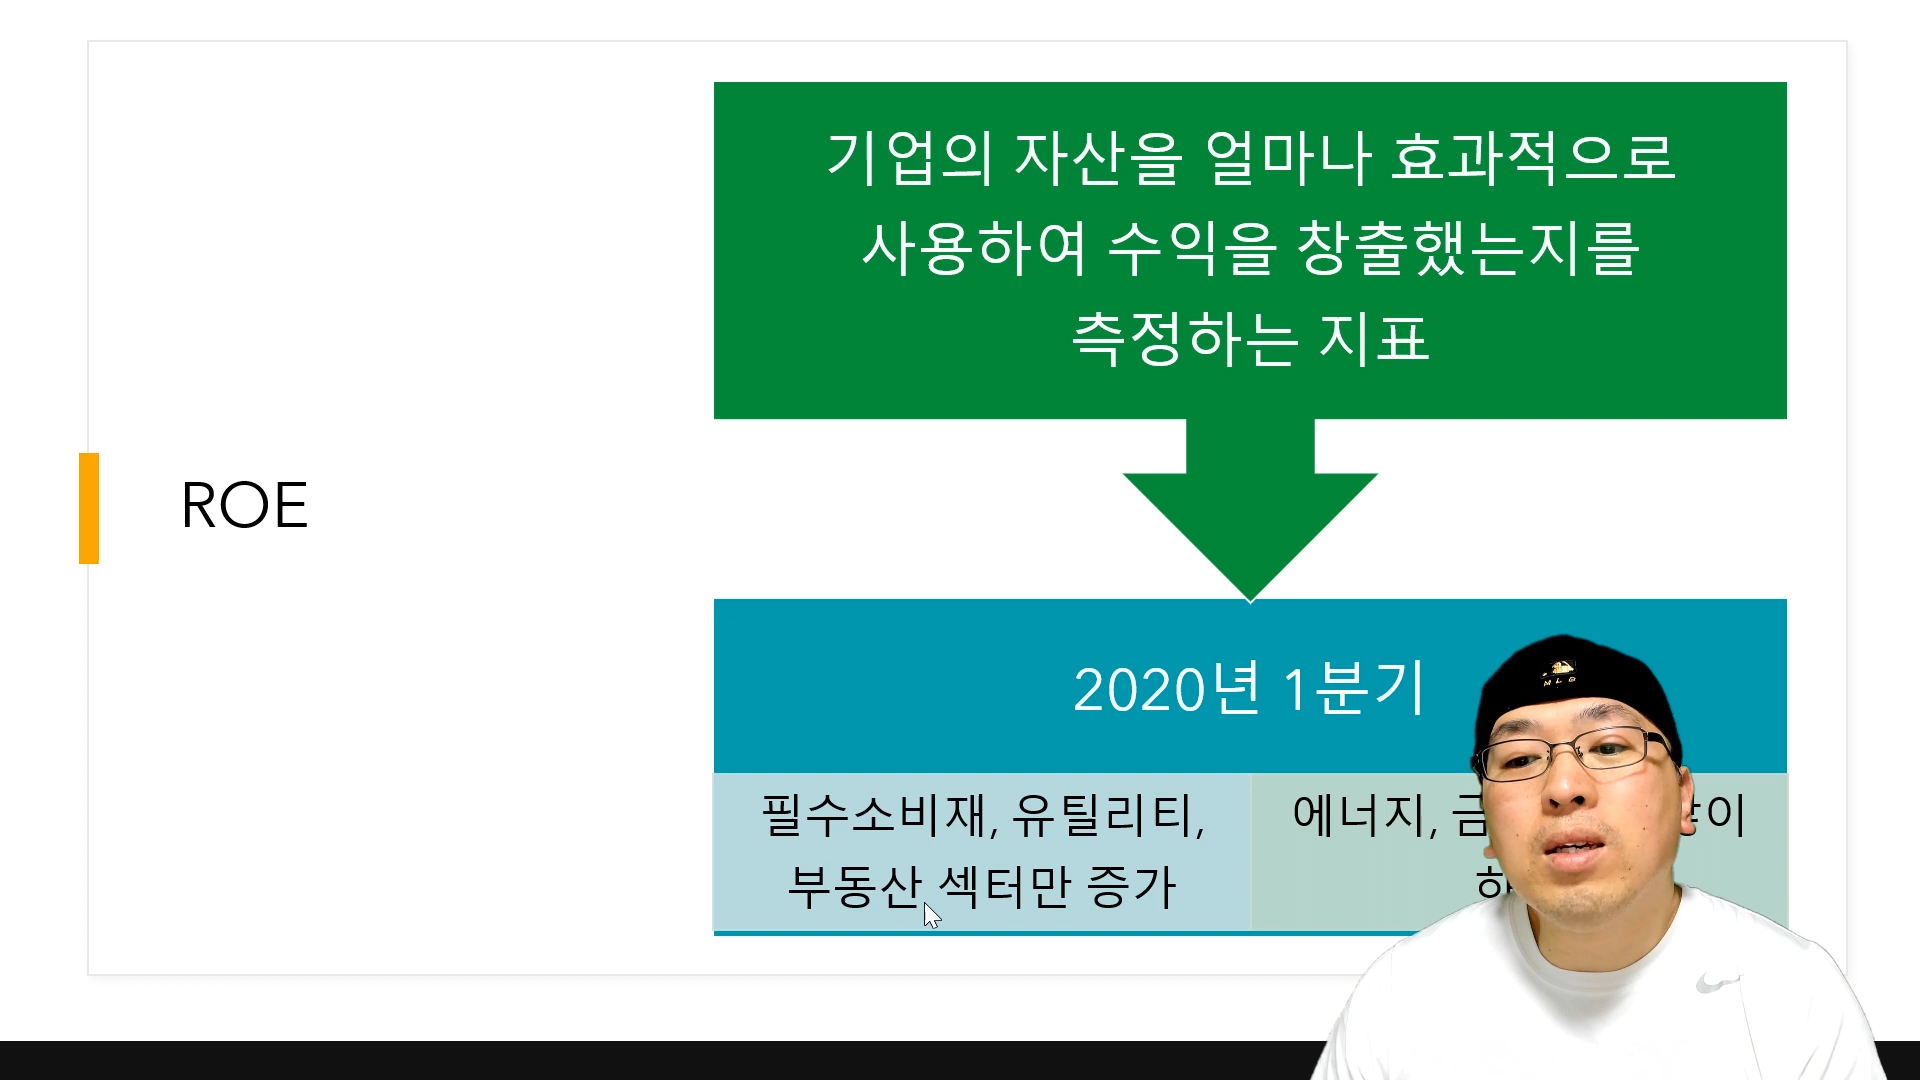 ROE
기업의 자산을 얼마나 효과적으로
사용하여 수익을 창출했는지를
측정하는 지표
2020년 1분기
필수소비재, 유틸리티,
부동산 섹터만 증가
에너지, 금
MLB